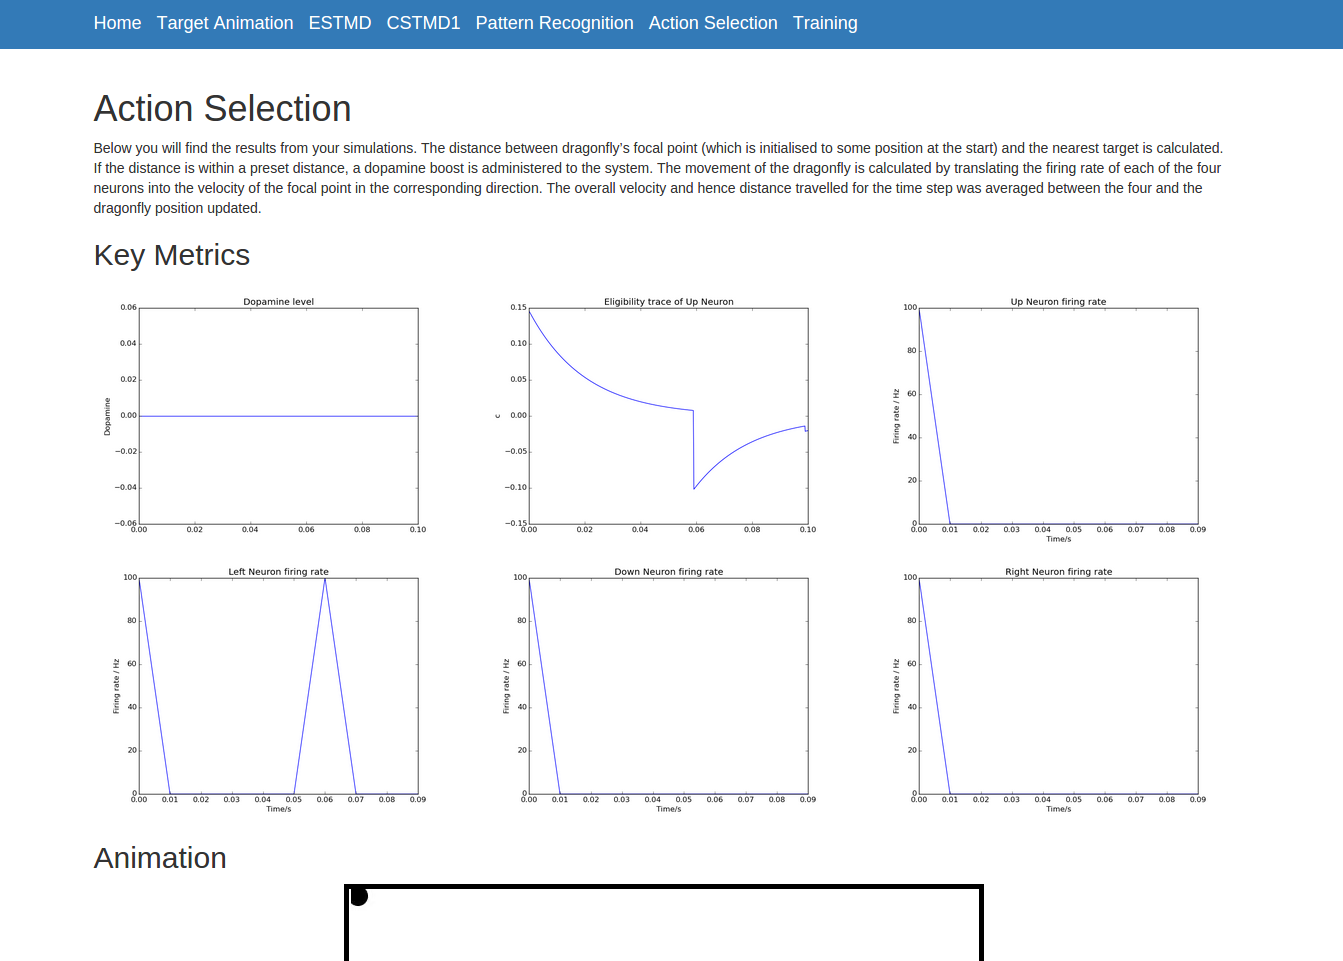 Home Target Animation ESTMD CSTMD1 Pattern Recognition Action Selection Training
Action Selection
Below you will find the results from your simulations. The distance between dragonfly’s focal point (which is initialised to some position at the start) and the nearest target is calculated.
If the distance is within a preset distance, a dopamine boost is administered to the system. The movement of the dragonfly is calculated by translating the firing rate of each of the four
neurons into the velocity of the focal point in the corresponding direction. The overall velocity and hence distance travelled for the time step was averaged between the four and the
dragonfly position updated.
Key Metrics
Dopamine level
0.06
0.04
0.02
0.00
−0.02
−0.04
−0.06
Dopamine
0.00 0.02 0.04 0.06 0.08 0.10
Eligibility trace of Up Neuron
0.15
0.10
0.05
0.00
−0.05
−0.10
−0.15
c
0.00 0.02 0.04 0.06 0.08 0.10
Up Neuron firing rate
100
80
60
40
20
0
Firing rate / Hz
0.00 0.01 0.02 0.03 0.04 0.05 0.06 0.07 0.08 0.09
Time/s
Left Neuron firing rate
100
80
60
40
20
0
Firing rate / Hz
0.00 0.01 0.02 0.03 0.04 0.05 0.06 0.07 0.08 0.09
Time/s
Down Neuron firing rate
100
80
60
40
20
0
Firing rate / Hz
0.00 0.01 0.02 0.03 0.04 0.05 0.06 0.07 0.08 0.09
Time/s
Right Neuron firing rate
100
80
60
40
20
0
Firing rate / Hz
0.00 0.01 0.02 0.03 0.04 0.05 0.06 0.07 0.08 0.09
Time/s
Animation